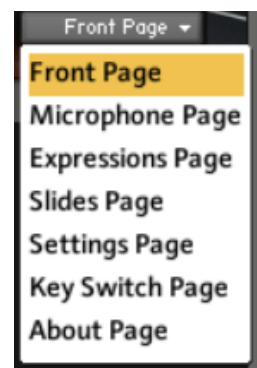 Front Page
Front Page
Microphone Page
Expressions Page
Slides Page
Settings Page
Key Switch Page
About Page